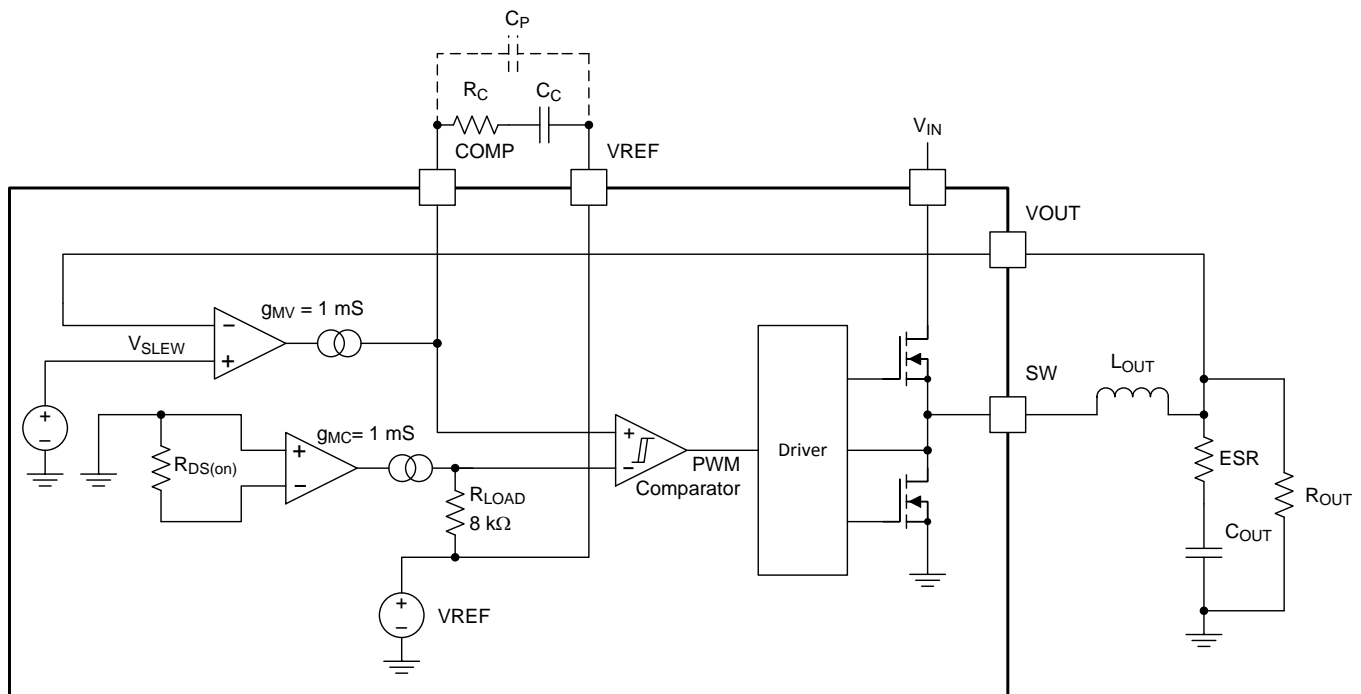 C_P
R_C
C_C
COMP
VREF
V_IN
VOUT
g_MV = 1 mS
V_SLEW
−
+
+
−
g_MC = 1 mS
R_DS(on)
+
−
R_LOAD
8 kΩ
+
−
PWM
Comparator
Driver
SW
L_OUT
ESR
C_OUT
R_OUT
+
−
VREF